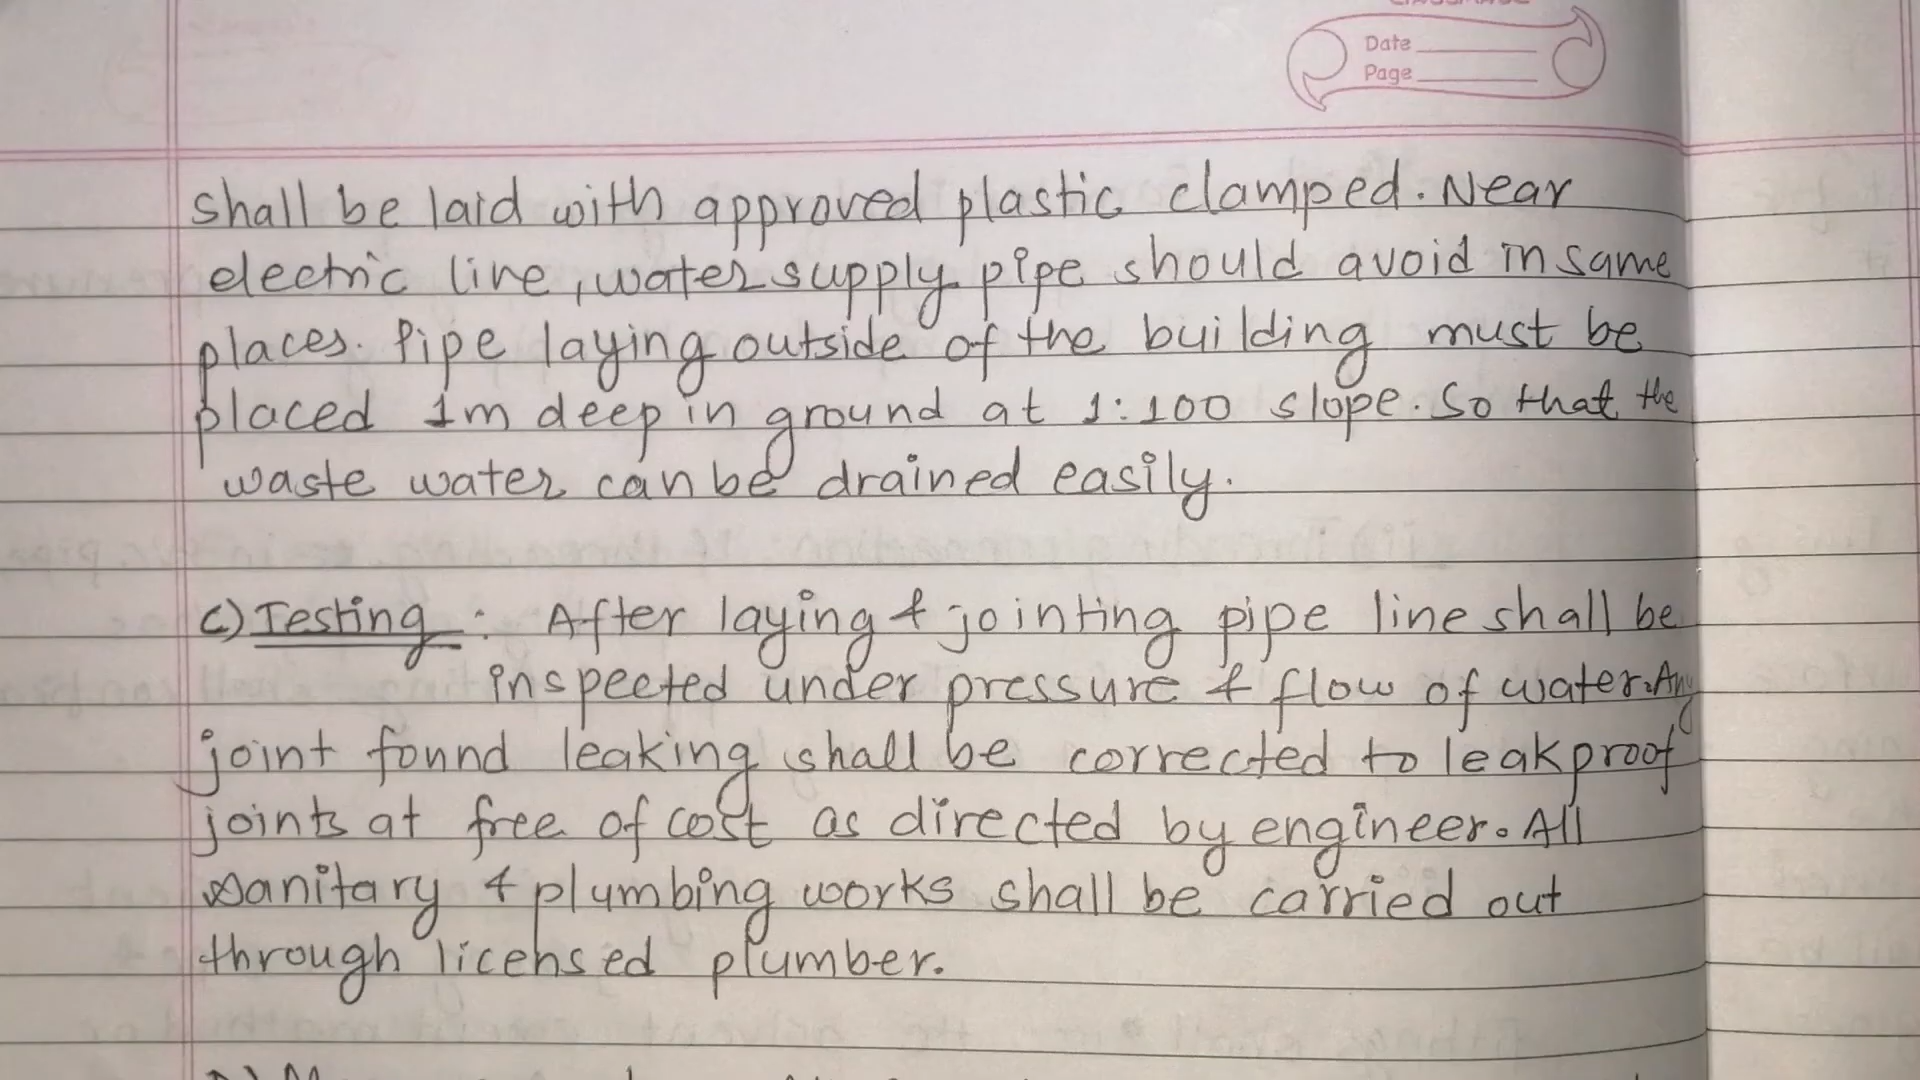 Date
Page
shall be laid with approved plastic clamped. Near
electric line, water supply pipe should avoid in same
places. Pipe laying outside of the building must be
placed 1m deep in ground at 1:100 slope. So that the
waste water can be drained easily.
c) Testing : After laying & jointing pipe line shall be
inspected under pressure & flow of water. Any
joint found leaking shall be corrected to leakproof
joints at free of cost as directed by engineer. All
sanitary & plumbing works shall be carried out
through licensed plumber.